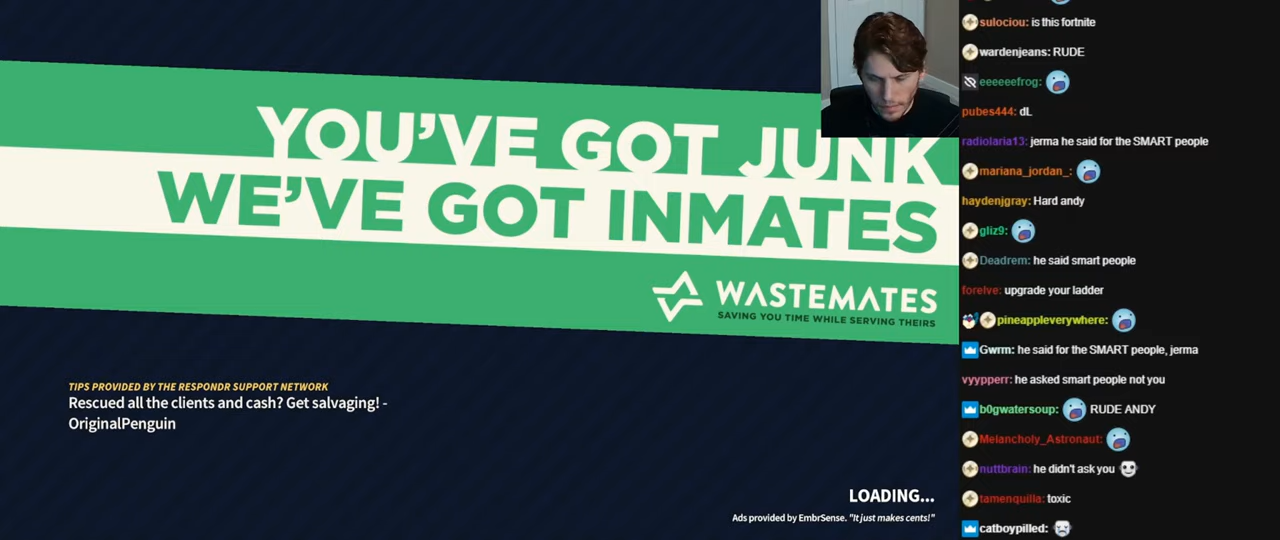 YOU'VE GOT JUNK
WE'VE GOT INMATES
WASTEMATES
SAVING YOU TIME WHILE SERVING THEIRS
TIPS PROVIDED BY THE RESPONDR SUPPORT NETWORK
Rescued all the clients and cash? Get salvaging! -
OriginalPenguin
LOADING...
Ads provided by EmbrSense. "It just makes cents!"
sulociou: is this fortnite
wardenjeans: RUDE
eeeeeefrog:
pubes444: dL
radiolaria13: jerma he said for the SMART people
mariana_jordan_:
haydenjgray: Hard andy
gliz9:
Deadrem: he said smart people
forelve: upgrade your ladder
pineappleverywhere:
Gwrm: he said for the SMART people, jerma
vyypperr: he asked smart people not you
b0gwatersoup: RUDE ANDY
Melancholy_Astronaut:
nuttbrain: he didn't ask you
tamenquilla: toxic
catboypilled: